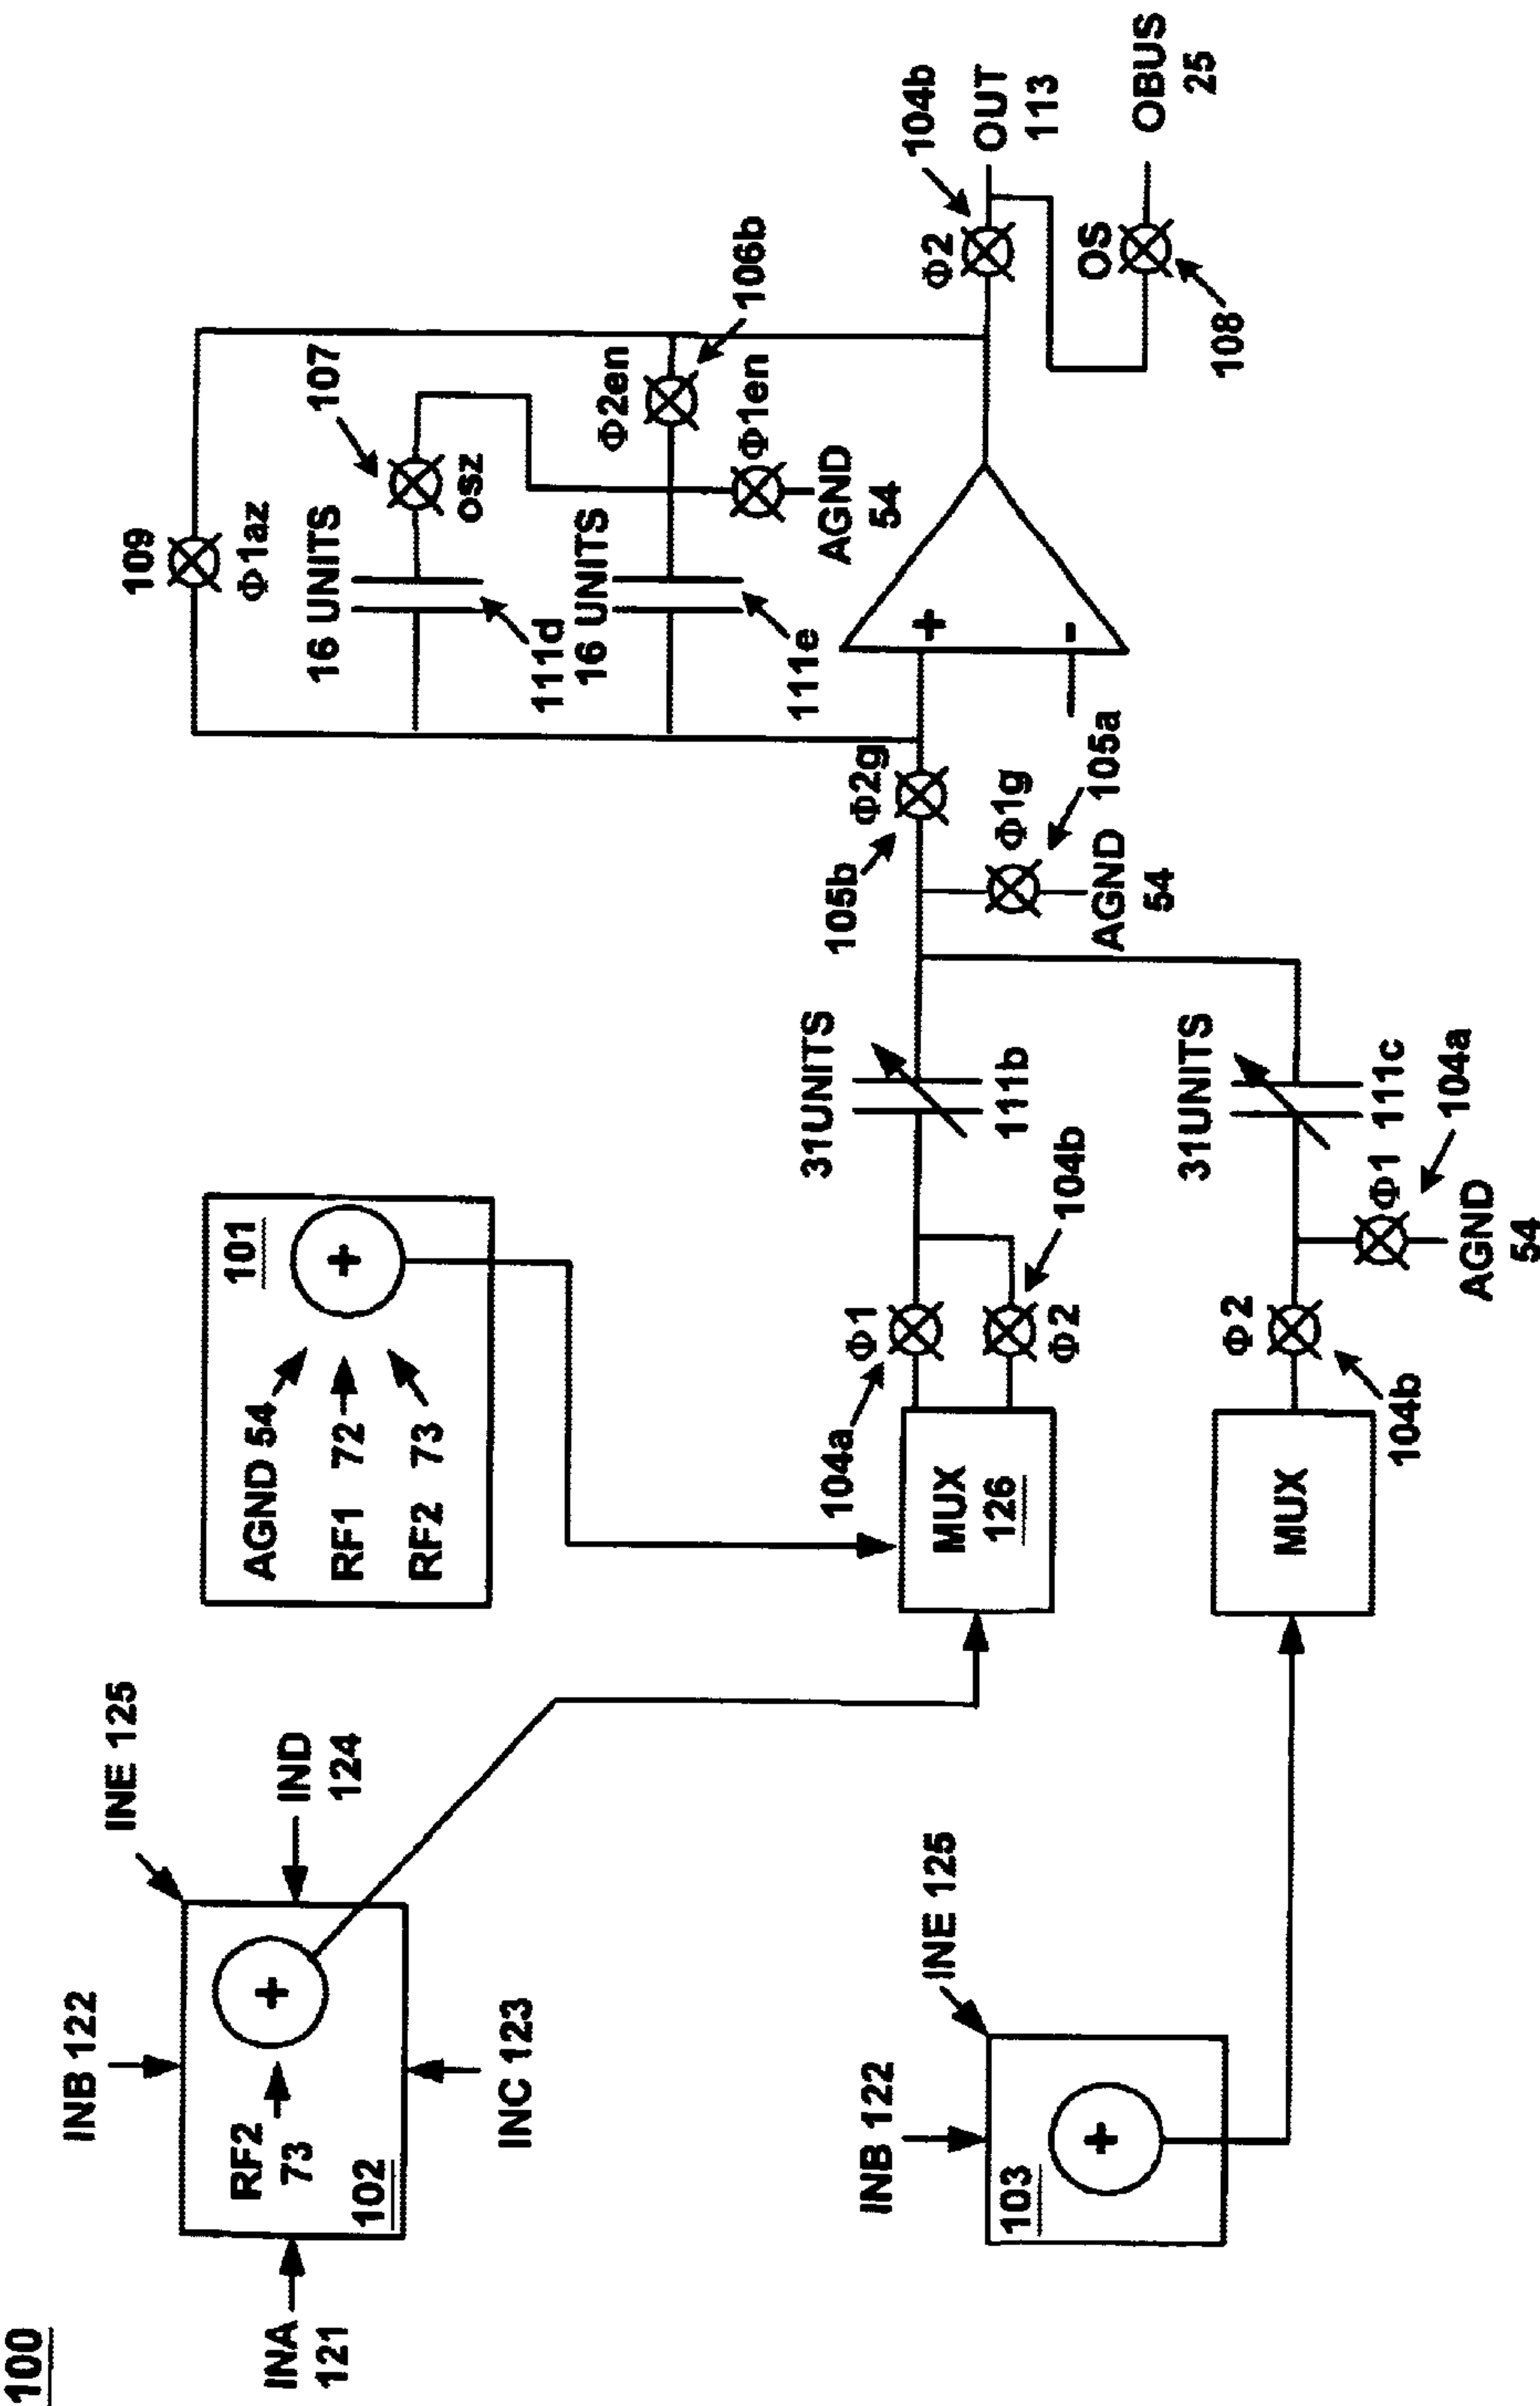 100
INA
121
INB 122
INE 125
IND
124
INC 123
RF2
73
102
AGND 54
RF1 72
RF2 73
101
+
+
INB 122
INE 125
103
+
MUX
126
MUX
104a
Φ1
Φ2
104b
Φ2
104b
31UNITS
111b
31UNITS
111c
Φ1
104a
AGND
54
105b
Φ2g
Φ1g
105a
AGND
54
109
Φ1az
16 UNITS
111d
osz
107
16 UNITS
111e
Φ2en
106b
Φ1en
AGND
54
+
-
Φ2
104b
OUT
113
OS
108
OBUS
25